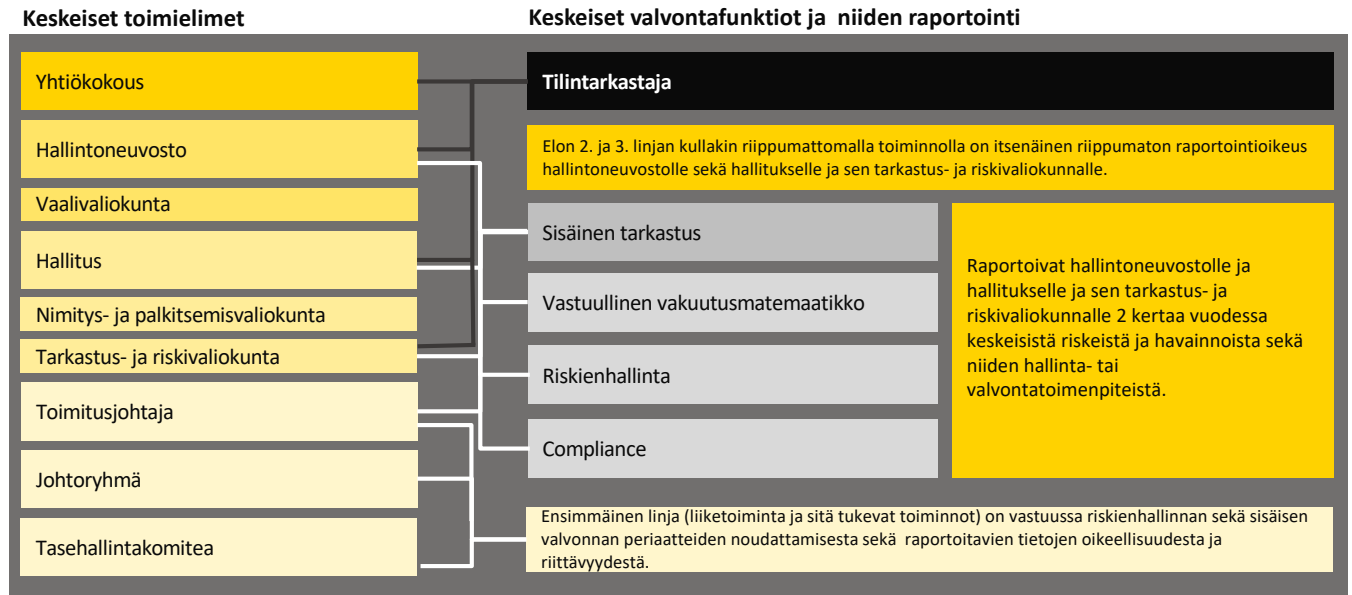 Keskeiset toimielimet
Yhtiökokous
Hallintoneuvosto
Vaalivaliokunta
Hallitus
Nimitys- ja palkitsemisvaliokunta
Tarkastus- ja riskivaliokunta
Toimitusjohtaja
Johtoryhmä
Tasehallintakomitea
Keskeiset valvontafunktiot ja niiden raportointi
Tilintarkastaja
Elon 2. ja 3. linjan kullakin riippumattomalla toiminnolla on itsenäinen riippumaton raportointioikeus
hallintoneuvostolle sekä hallitukselle ja sen tarkastus- ja riskivaliokunnalle.
Sisäinen tarkastus
Vastuullinen vakuutusmatemaatikko
Riskienhallinta
Compliance
Raportoivat hallintoneuvostolle ja
hallitukselle ja sen tarkastus- ja
riskivaliokunnalle 2 kertaa vuodessa
keskeisistä riskeistä ja havainnoista sekä
niiden hallinta- tai
valvontatoimenpiteistä.
Ensimmäinen linja (liiketoiminta ja sitä tukevat toiminnot) on vastuussa riskienhallinnan sekä sisäisen
valvonnan periaatteiden noudattamisesta sekä raportoitavien tietojen oikeellisuudesta ja
riittävyydestä.